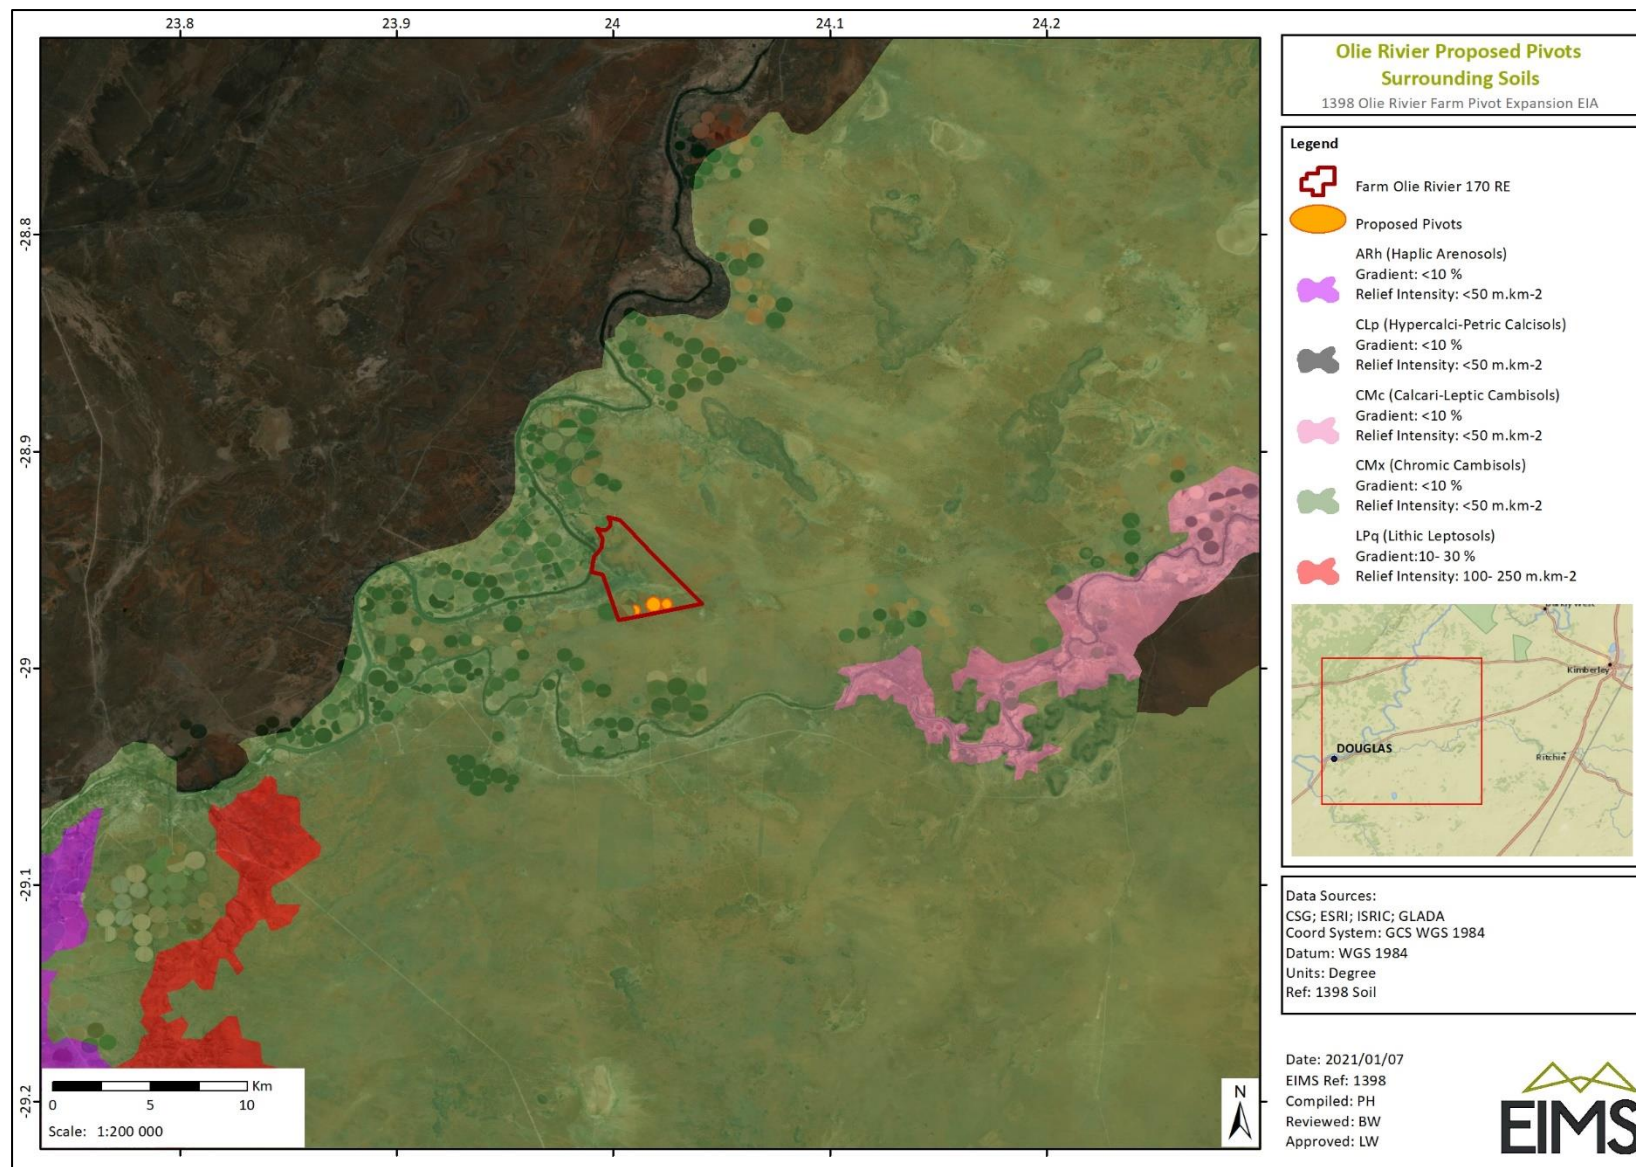 23.8
23.9
24
24.1
24.2
-28.8
-28.9
-29
-29.1
-29.2
Km
0 5 10
Scale: 1:200 000
N
Olie Rivier Proposed Pivots
Surrounding Soils
1398 Olie Rivier Farm Pivot Expansion EIA
Legend
Farm Olie Rivier 170 RE
Proposed Pivots
ARh (Haplic Arenosols)
Gradient: <10 %
Relief Intensity: <50 m.km-2
CLp (Hypercalci-Petric Calcisols)
Gradient: <10 %
Relief Intensity: <50 m.km-2
CMc (Calcari-Leptic Cambisols)
Gradient: <10 %
Relief Intensity: <50 m.km-2
CMx (Chromic Cambisols)
Gradient: <10 %
Relief Intensity: <50 m.km-2
LPq (Lithic Leptosols)
Gradient:10- 30 %
Relief Intensity: 100- 250 m.km-2
Kimberley
DOUGLAS
Ritchie
Data Sources:
CSG; ESRI; ISRIC; GLADA
Coord System: GCS WGS 1984
Datum: WGS 1984
Units: Degree
Ref: 1398 Soil
Date: 2021/01/07
EIMS Ref: 1398
Compiled: PH
Reviewed: BW
Approved: LW
EIMS